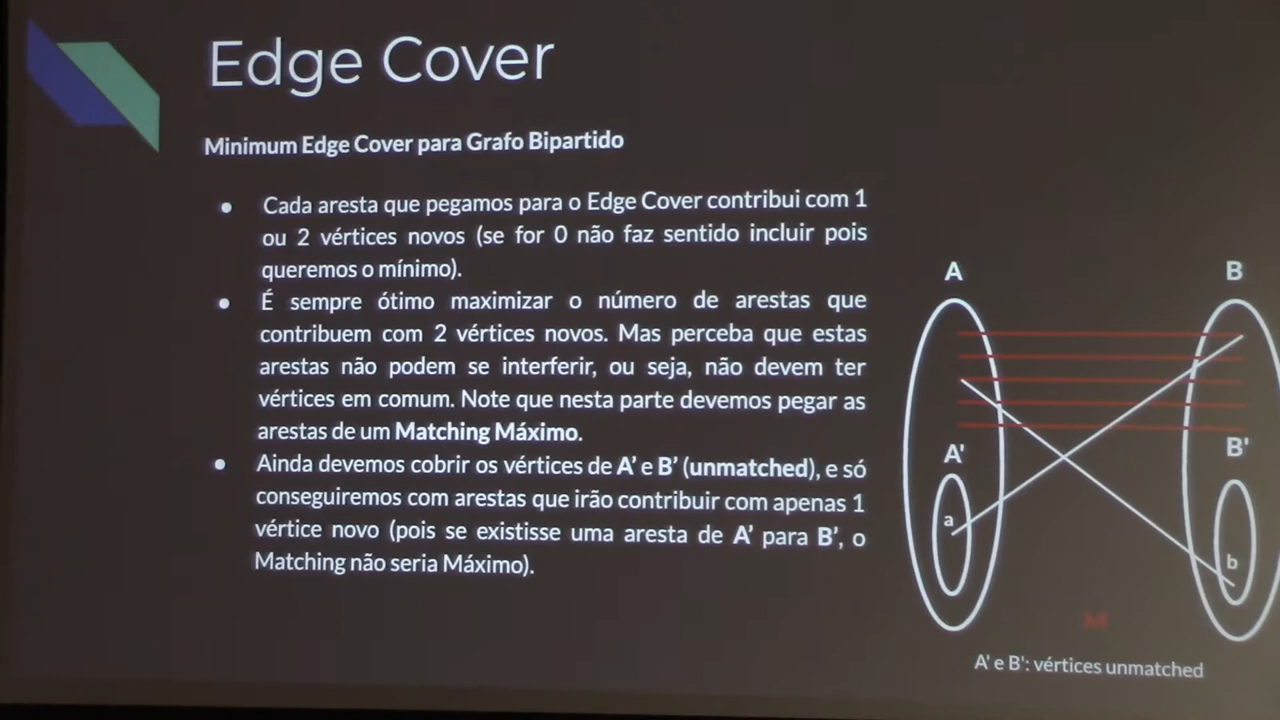 Edge Cover
Minimum Edge Cover para Grafo Bipartido
Cada aresta que pegamos para o Edge Cover contribui com 1
ou 2 vértices novos (se for 0 não faz sentido incluir pois
queremos o mínimo).
É sempre ótimo maximizar o número de arestas que
contribuem com 2 vértices novos. Mas perceba que estas
arestas não podem se interferir, ou seja, não devem ter
vértices em comum. Note que nesta parte devemos pegar as
arestas de um Matching Máximo.
Ainda devemos cobrir os vértices de A' e B' (unmatched), e só
conseguiremos com arestas que irão contribuir com apenas 1
vértice novo (pois se existisse uma aresta de A' para B', o
Matching não seria Máximo).
A
B
A'
B'
a
b
M
A' e B': vértices unmatched